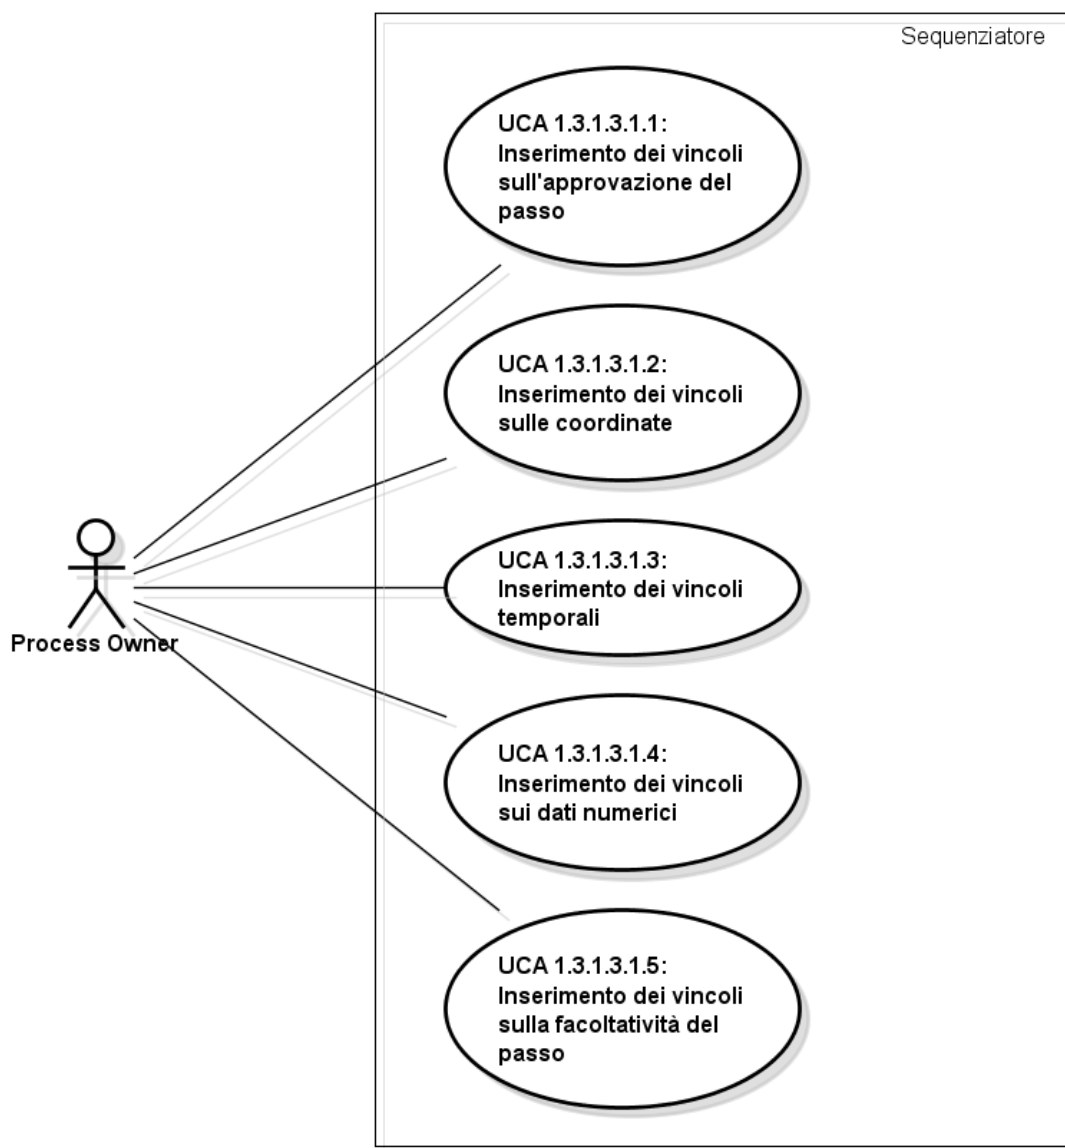 Sequenziatore
UCA 1.3.1.3.1.1:
Inserimento dei vincoli
sull'approvazione del
passo
UCA 1.3.1.3.1.2:
Inserimento dei vincoli
sulle coordinate
UCA 1.3.1.3.1.3:
Inserimento dei vincoli
temporali
Process Owner
UCA 1.3.1.3.1.4:
Inserimento dei vincoli
sui dati numerici
UCA 1.3.1.3.1.5:
Inserimento dei vincoli
sulla facoltatività del
passo